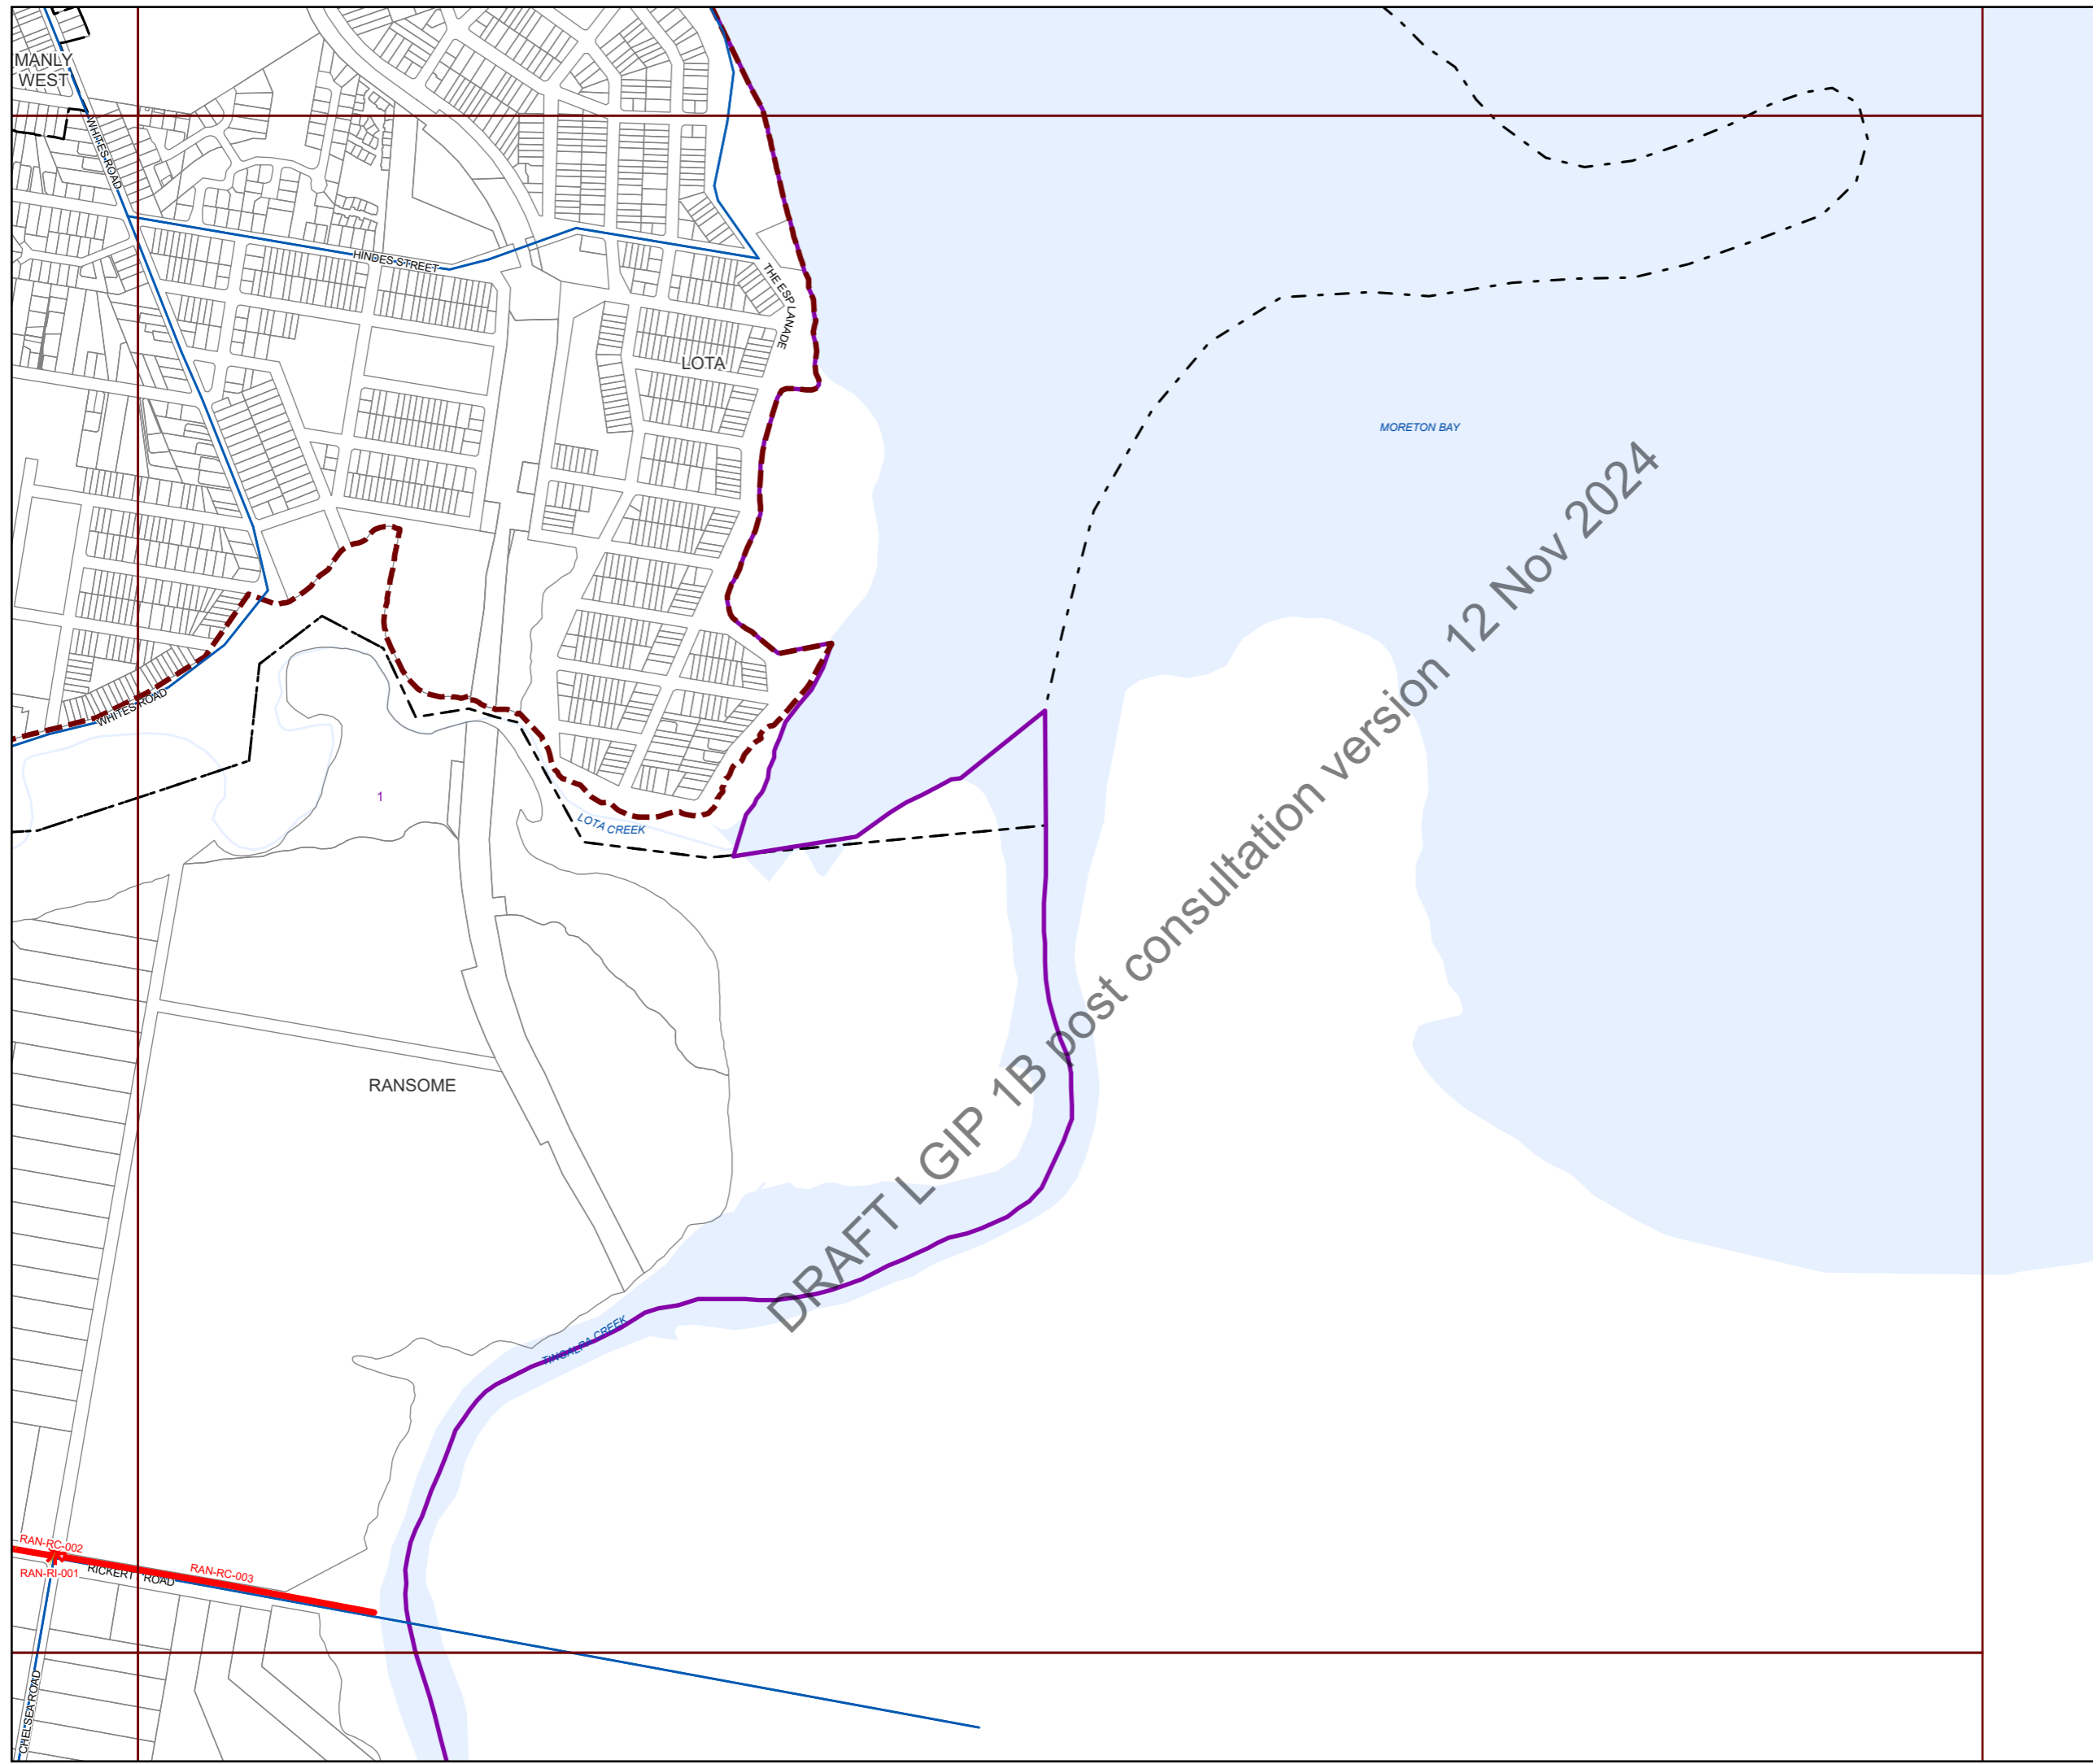 MANLY
WEST
WHITES ROAD
HINDES STREET
THE ESPLANADE
LOTA
MORETON BAY
WHITES ROAD
1
LOTA CREEK
DRAFT LGIP 1B post consultation version 12 Nov 2024
RANSOME
TINGALPA CREEK
RAN-RC-002
RAN-RI-001
RICKERTT ROAD
RAN-RC-003
CHELSEA ROAD